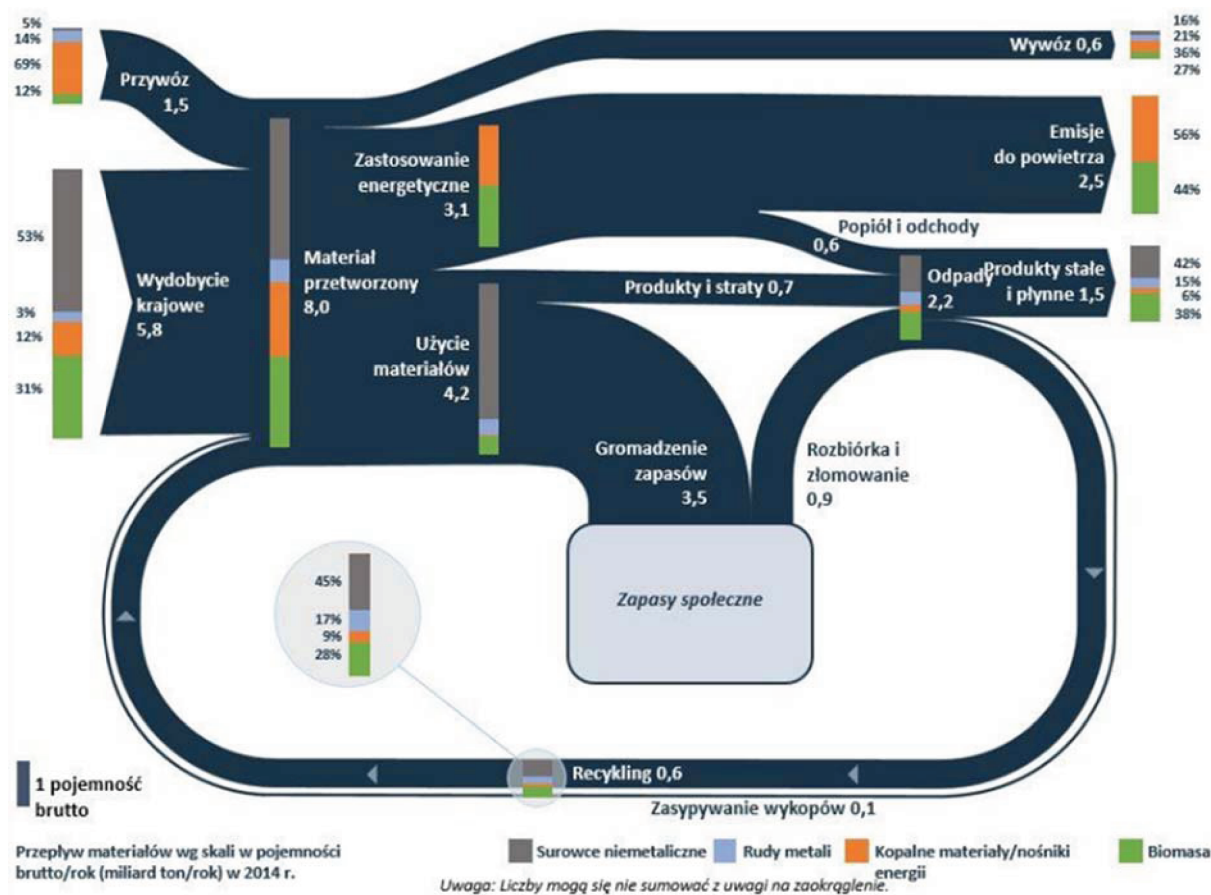 5%
14%
69%
12%
Przywóz
1,5
Wywóz 0,6
16%
21%
36%
27%
53%
3%
12%
31%
Wydobycie
krajowe
5,8
Materiał
przetworzony
8,0
Zastosowanie
energetyczne
3,1
Emisje
do powietrza
2,5
56%
44%
Popiół i odchody
0,6
Produkty i straty 0,7
Odpady
2,2
Produkty stałe
i płynne 1,5
42%
15%
6%
38%
Użycie
materiałów
4,2
Gromadzenie
zapasów
3,5
Rozbiórka i
złomowanie
0,9
Zapasy społeczne
45%
17%
9%
28%
Recykling 0,6
Zasypywanie wykopów 0,1
1 pojemność
brutto
Przepływ materiałów wg skali w pojemności
brutto/rok (miliard ton/rok) w 2014 r.
Surowce niemetaliczne
Rudy metali
Kopalne materiały/nośniki
energii
Biomasa
Uwaga: Liczby mogą się nie sumować z uwagi na zaokrąglenie.